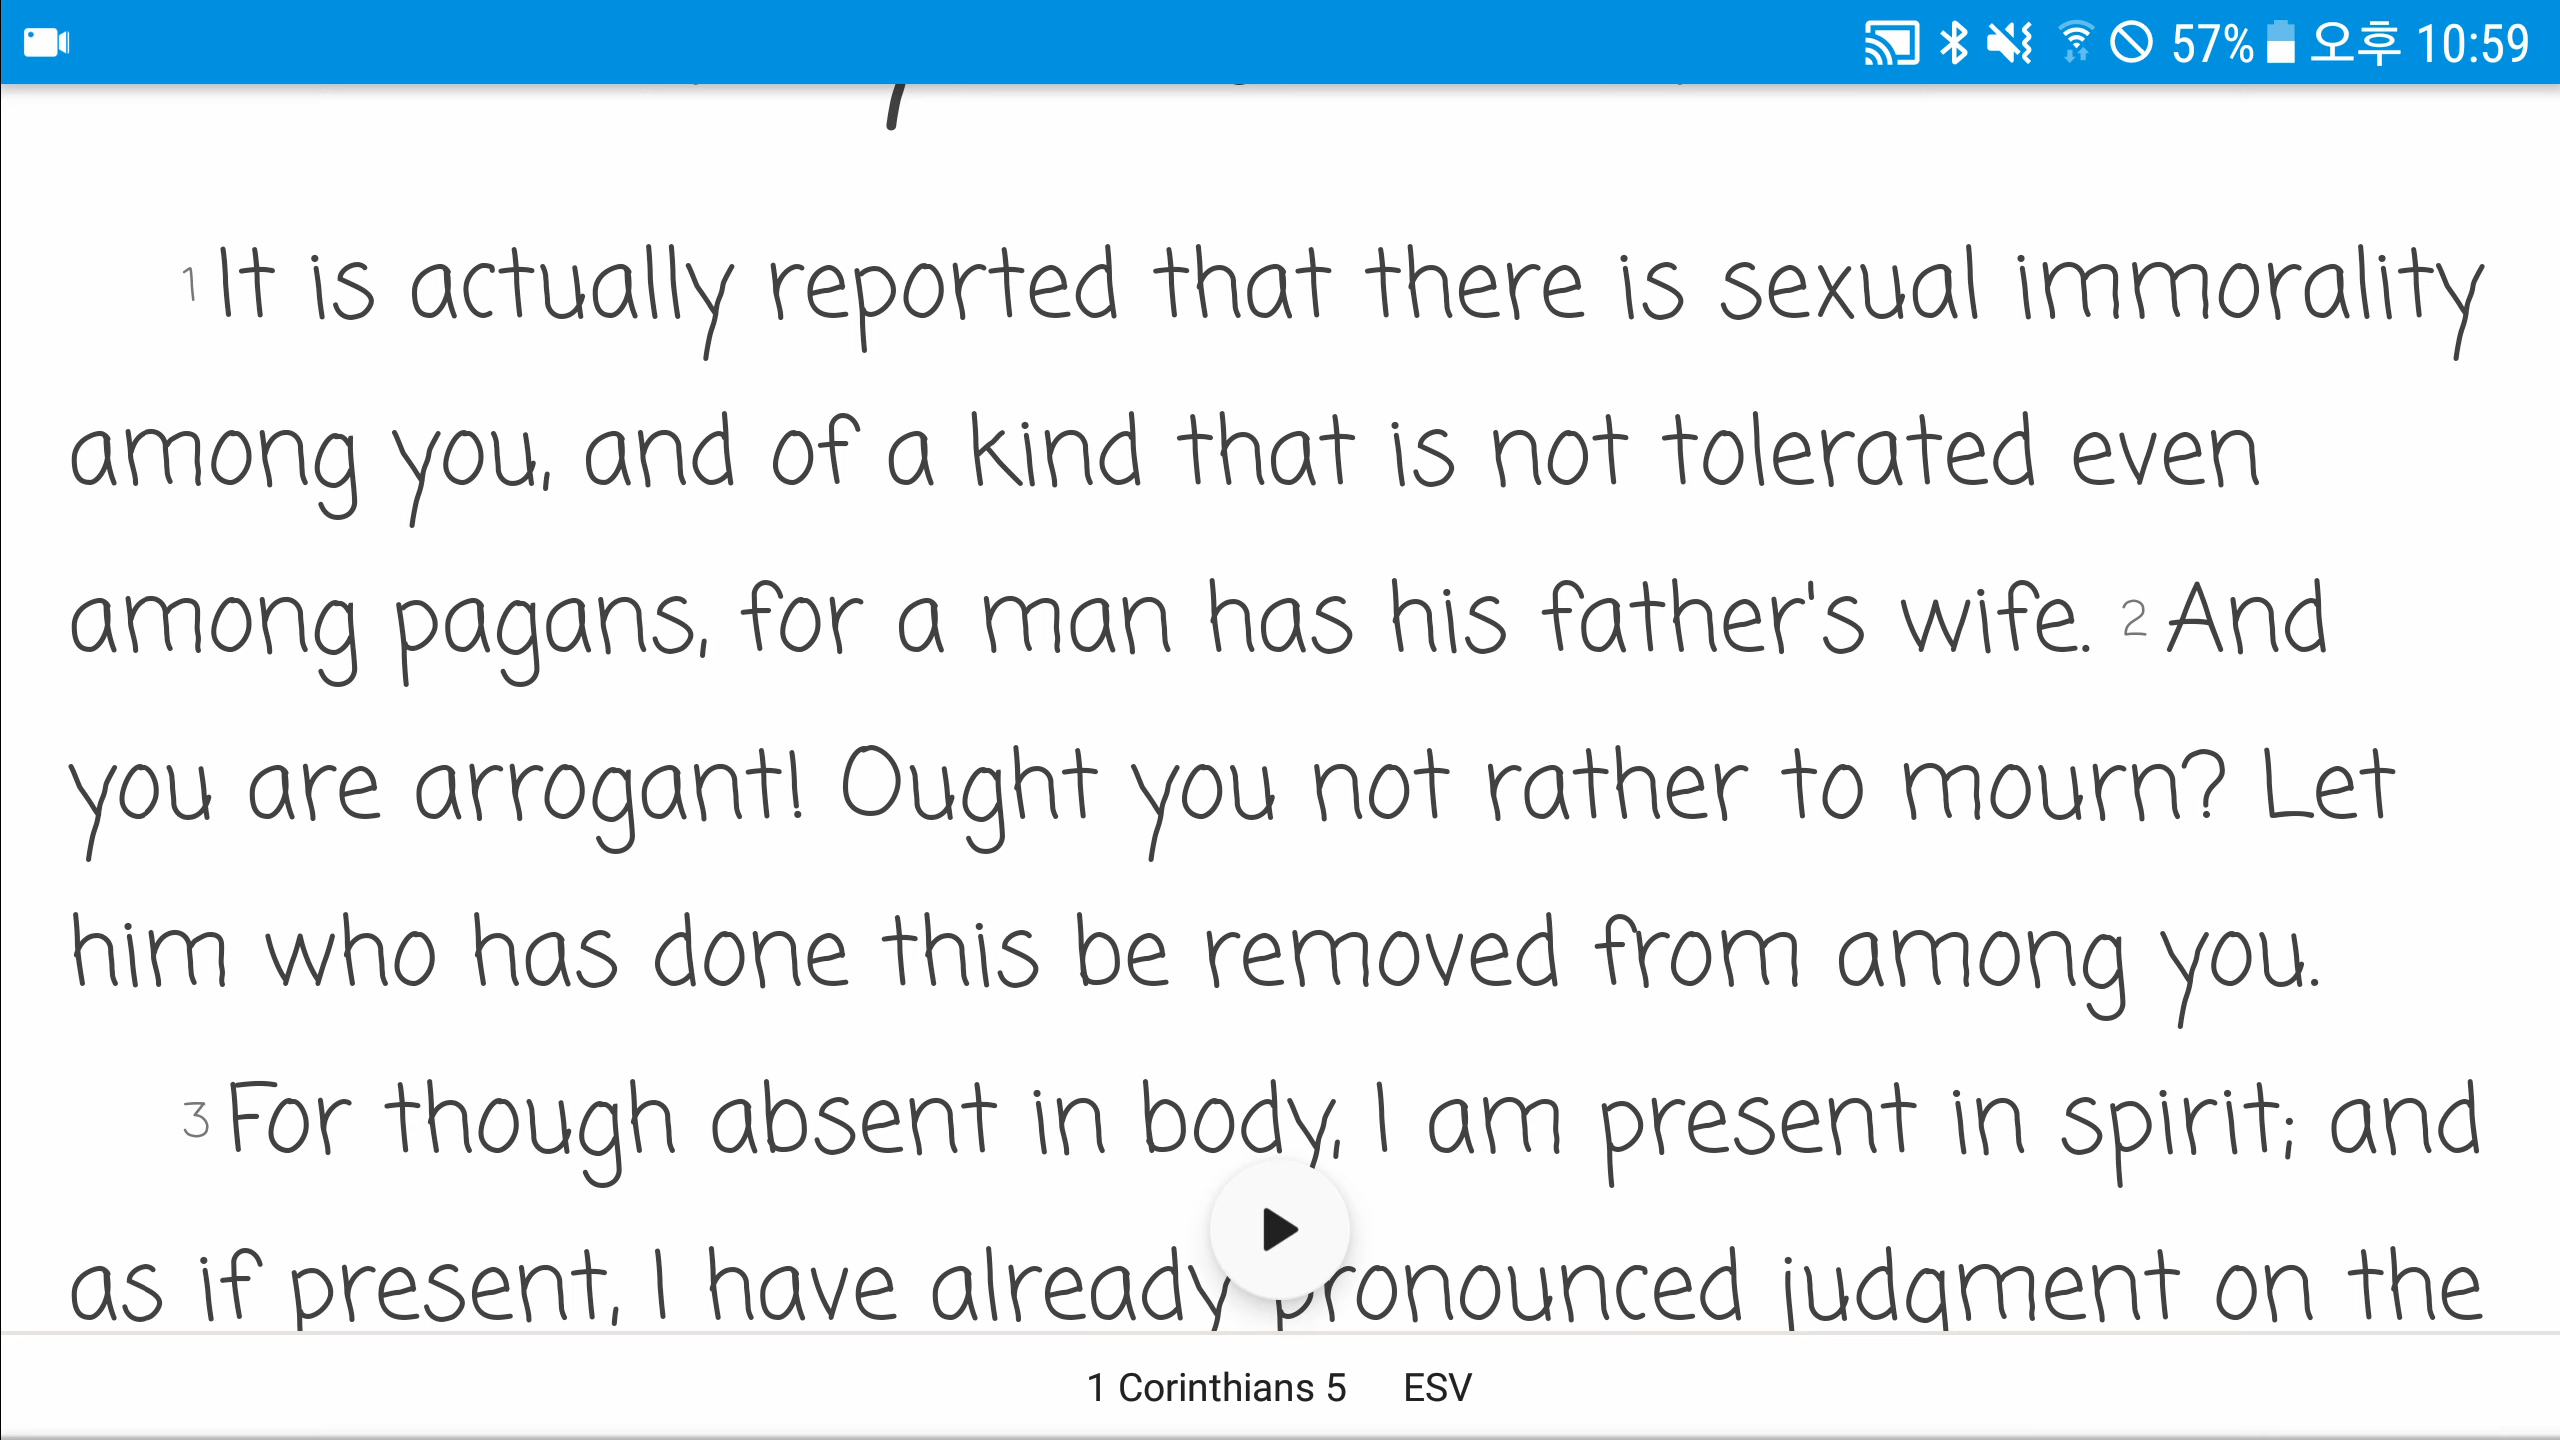 57% 오후 10:59
1 It is actually reported that there is sexual immorality
among you, and of a kind that is not tolerated even
among pagans, for a man has his father's wife. 2 And
you are arrogant! Ought you not rather to mourn? Let
him who has done this be removed from among you.
3 For though absent in body, I am present in spirit; and
as if present, I have already pronounced judgment on the
1 Corinthians 5 ESV